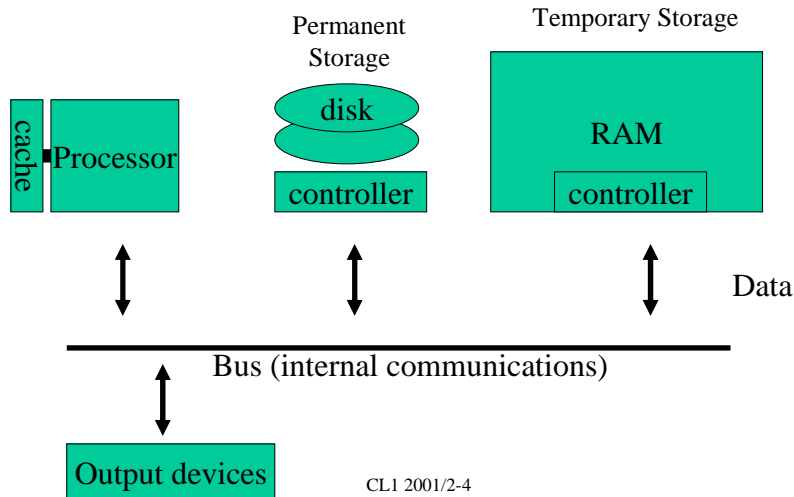 Permanent
Storage
Temporary Storage
cache
Processor
disk
controller
RAM
controller
Data
Bus (internal communications)
Output devices
CL1 2001/2-4